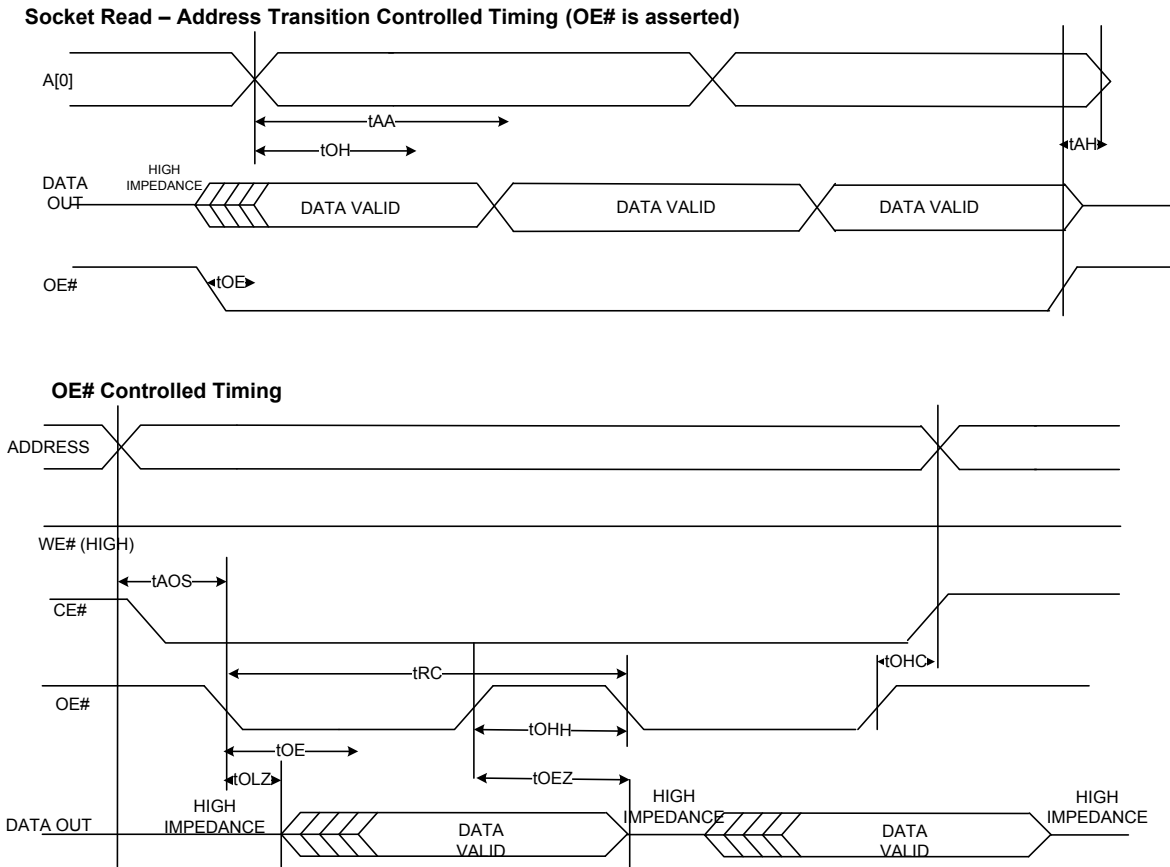 Socket Read – Address Transition Controlled Timing (OE# is asserted)
A[0]
tAA
tOH
tAH
HIGH
IMPEDANCE
DATA
OUT
DATA VALID
DATA VALID
DATA VALID
tOE
OE#
OE# Controlled Timing
ADDRESS
WE# (HIGH)
tAOS
CE#
tOHC
tRC
OE#
tOHH
tOE
tOLZ
tOEZ
HIGH
IMPEDANCE
HIGH
IMPEDANCE
HIGH
IMPEDANCE
DATA OUT
DATA
VALID
DATA
VALID